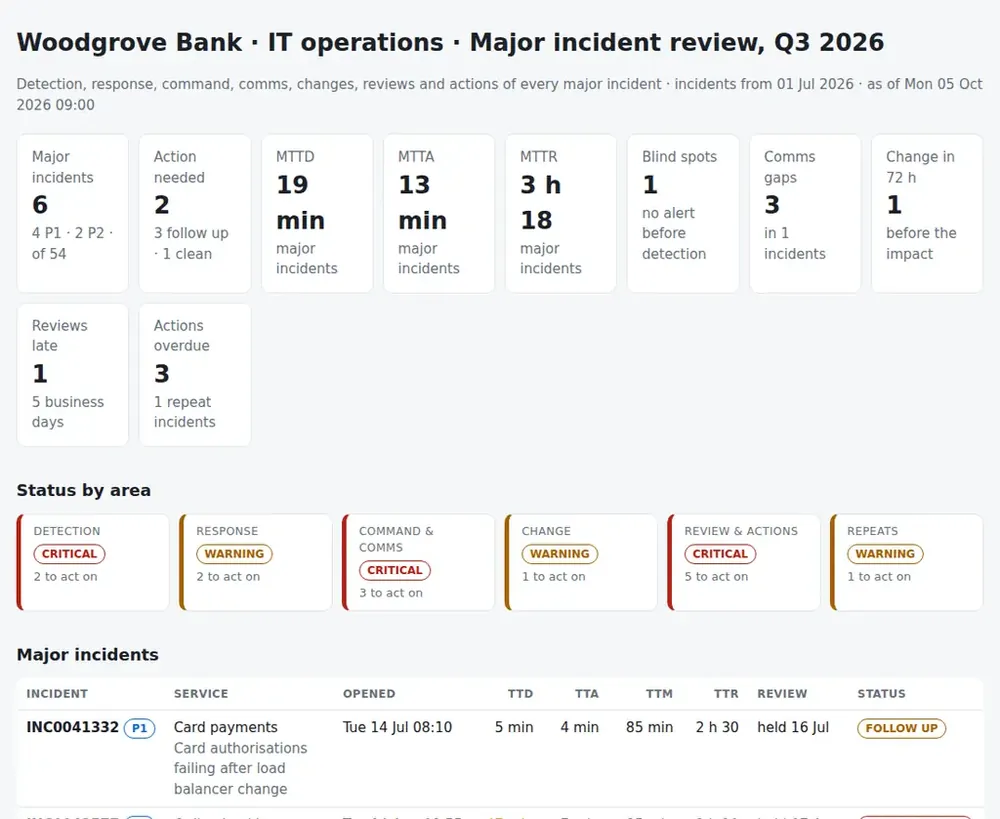 Woodgrove Bank · IT operations · Major incident review, Q3 2026
Detection, response, command, comms, changes, reviews and actions of every major incident · incidents from 01 Jul 2026 · as of Mon 05 Oct
2026 09:00
Major
incidents
6
4 P1 · 2 P2 ·
of 54
Action
needed
2
3 follow up
· 1 clean
MTTD
19
min
major
incidents
MTTA
13
min
major
incidents
MTTR
3 h
18
major
incidents
Blind spots
1
no alert
before
detection
Comms
gaps
3
in 1
incidents
Change in
72 h
1
before the
impact
Reviews
late
1
5 business
days
Actions
overdue
3
1 repeat
incidents
Status by area
DETECTION
CRITICAL
2 to act on
RESPONSE
WARNING
2 to act on
COMMAND &
COMMS
CRITICAL
3 to act on
CHANGE
WARNING
1 to act on
REVIEW & ACTIONS
CRITICAL
5 to act on
REPEATS
WARNING
1 to act on
Major incidents
INCIDENT SERVICE OPENED TTD TTA TTM TTR REVIEW STATUS
INC0041332 P1 Card payments Tue 14 Jul 08:10 5 min 4 min 85 min 2 h 30 held 16 Jul FOLLOW UP
Card authorisations
failing after load
balancer change